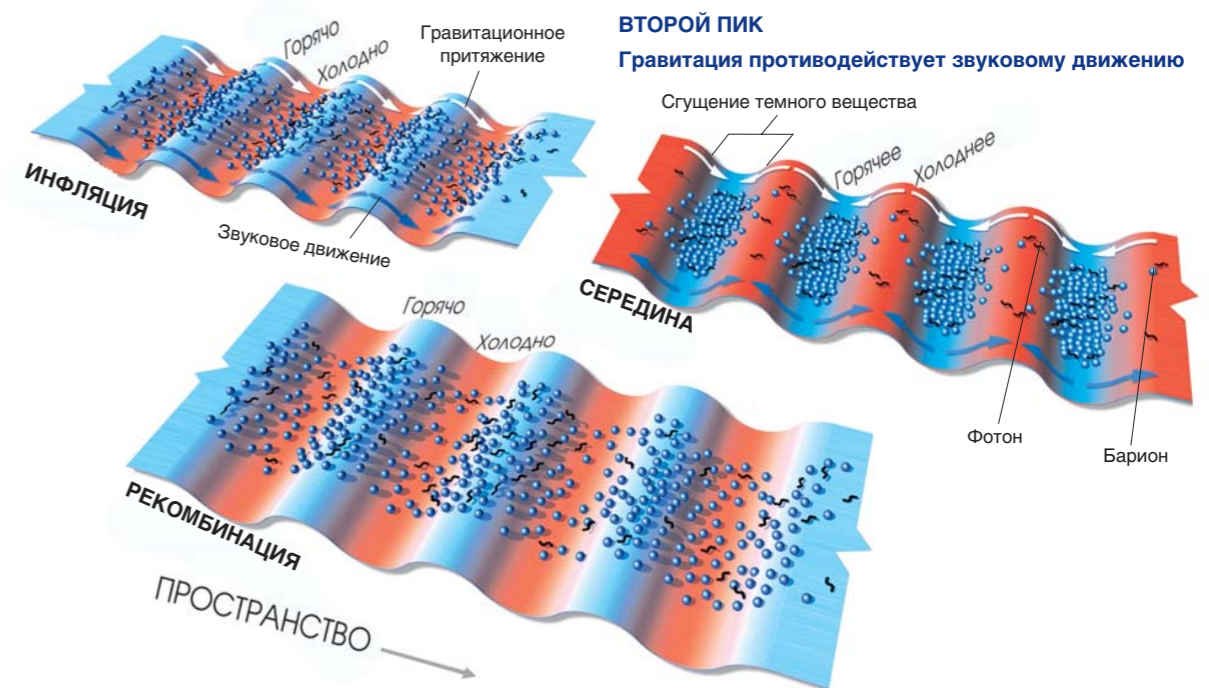 ВТОРОЙ ПИК
Гравитация противодействует звуковому движению
Горячо
Холодно
Гравитационное
притяжение
ИНФЛЯЦИЯ
Звуковое движение
Сгущение темного вещества
Горячее
Холоднее
СЕРЕДИНА
Фотон
Барион
Горячо
Холодно
РЕКОМБИНАЦИЯ
ПРОСТРАНСТВО